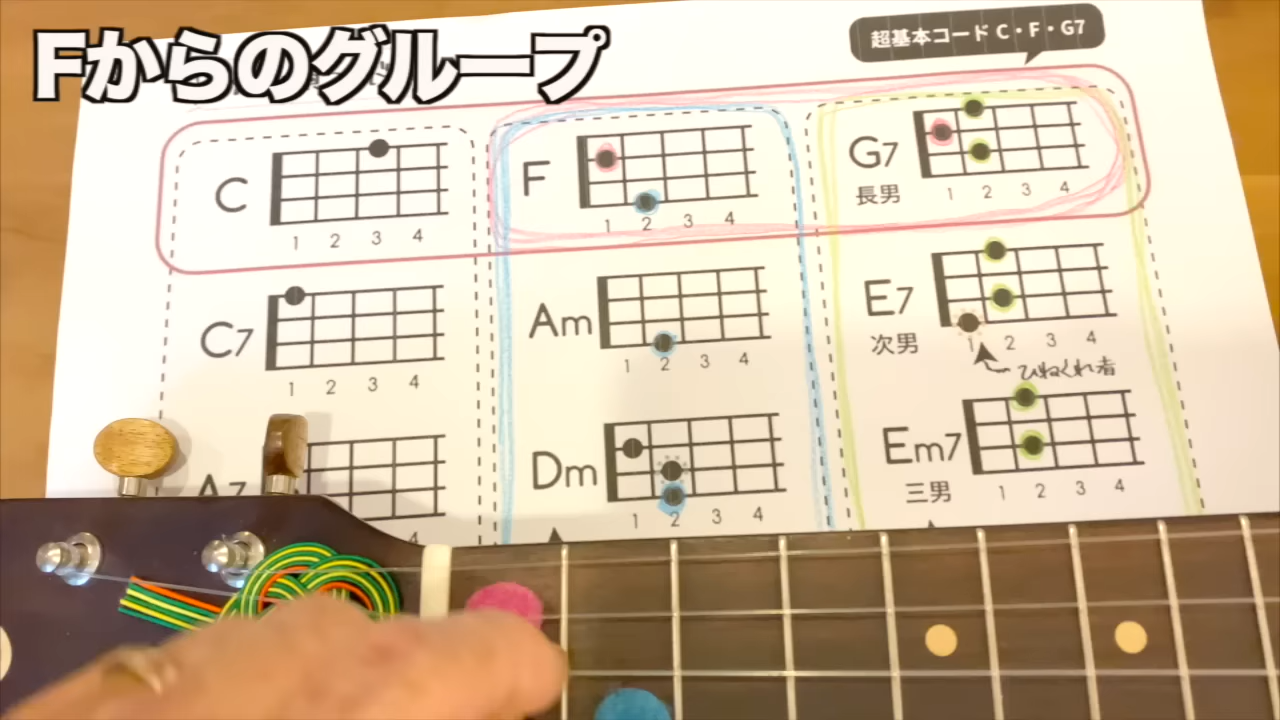 Fからのグループ
超基本コード C・F・G7
C
1 2 3 4
F
1 2 3 4
G7
長男
1 2 3 4
C7
1 2 3 4
Am
1 2 3 4
E7
次男
1 2 3 4
ひねくれ者
A7
4
Dm
1 2 3 4
Em7
三男
1 2 3 4